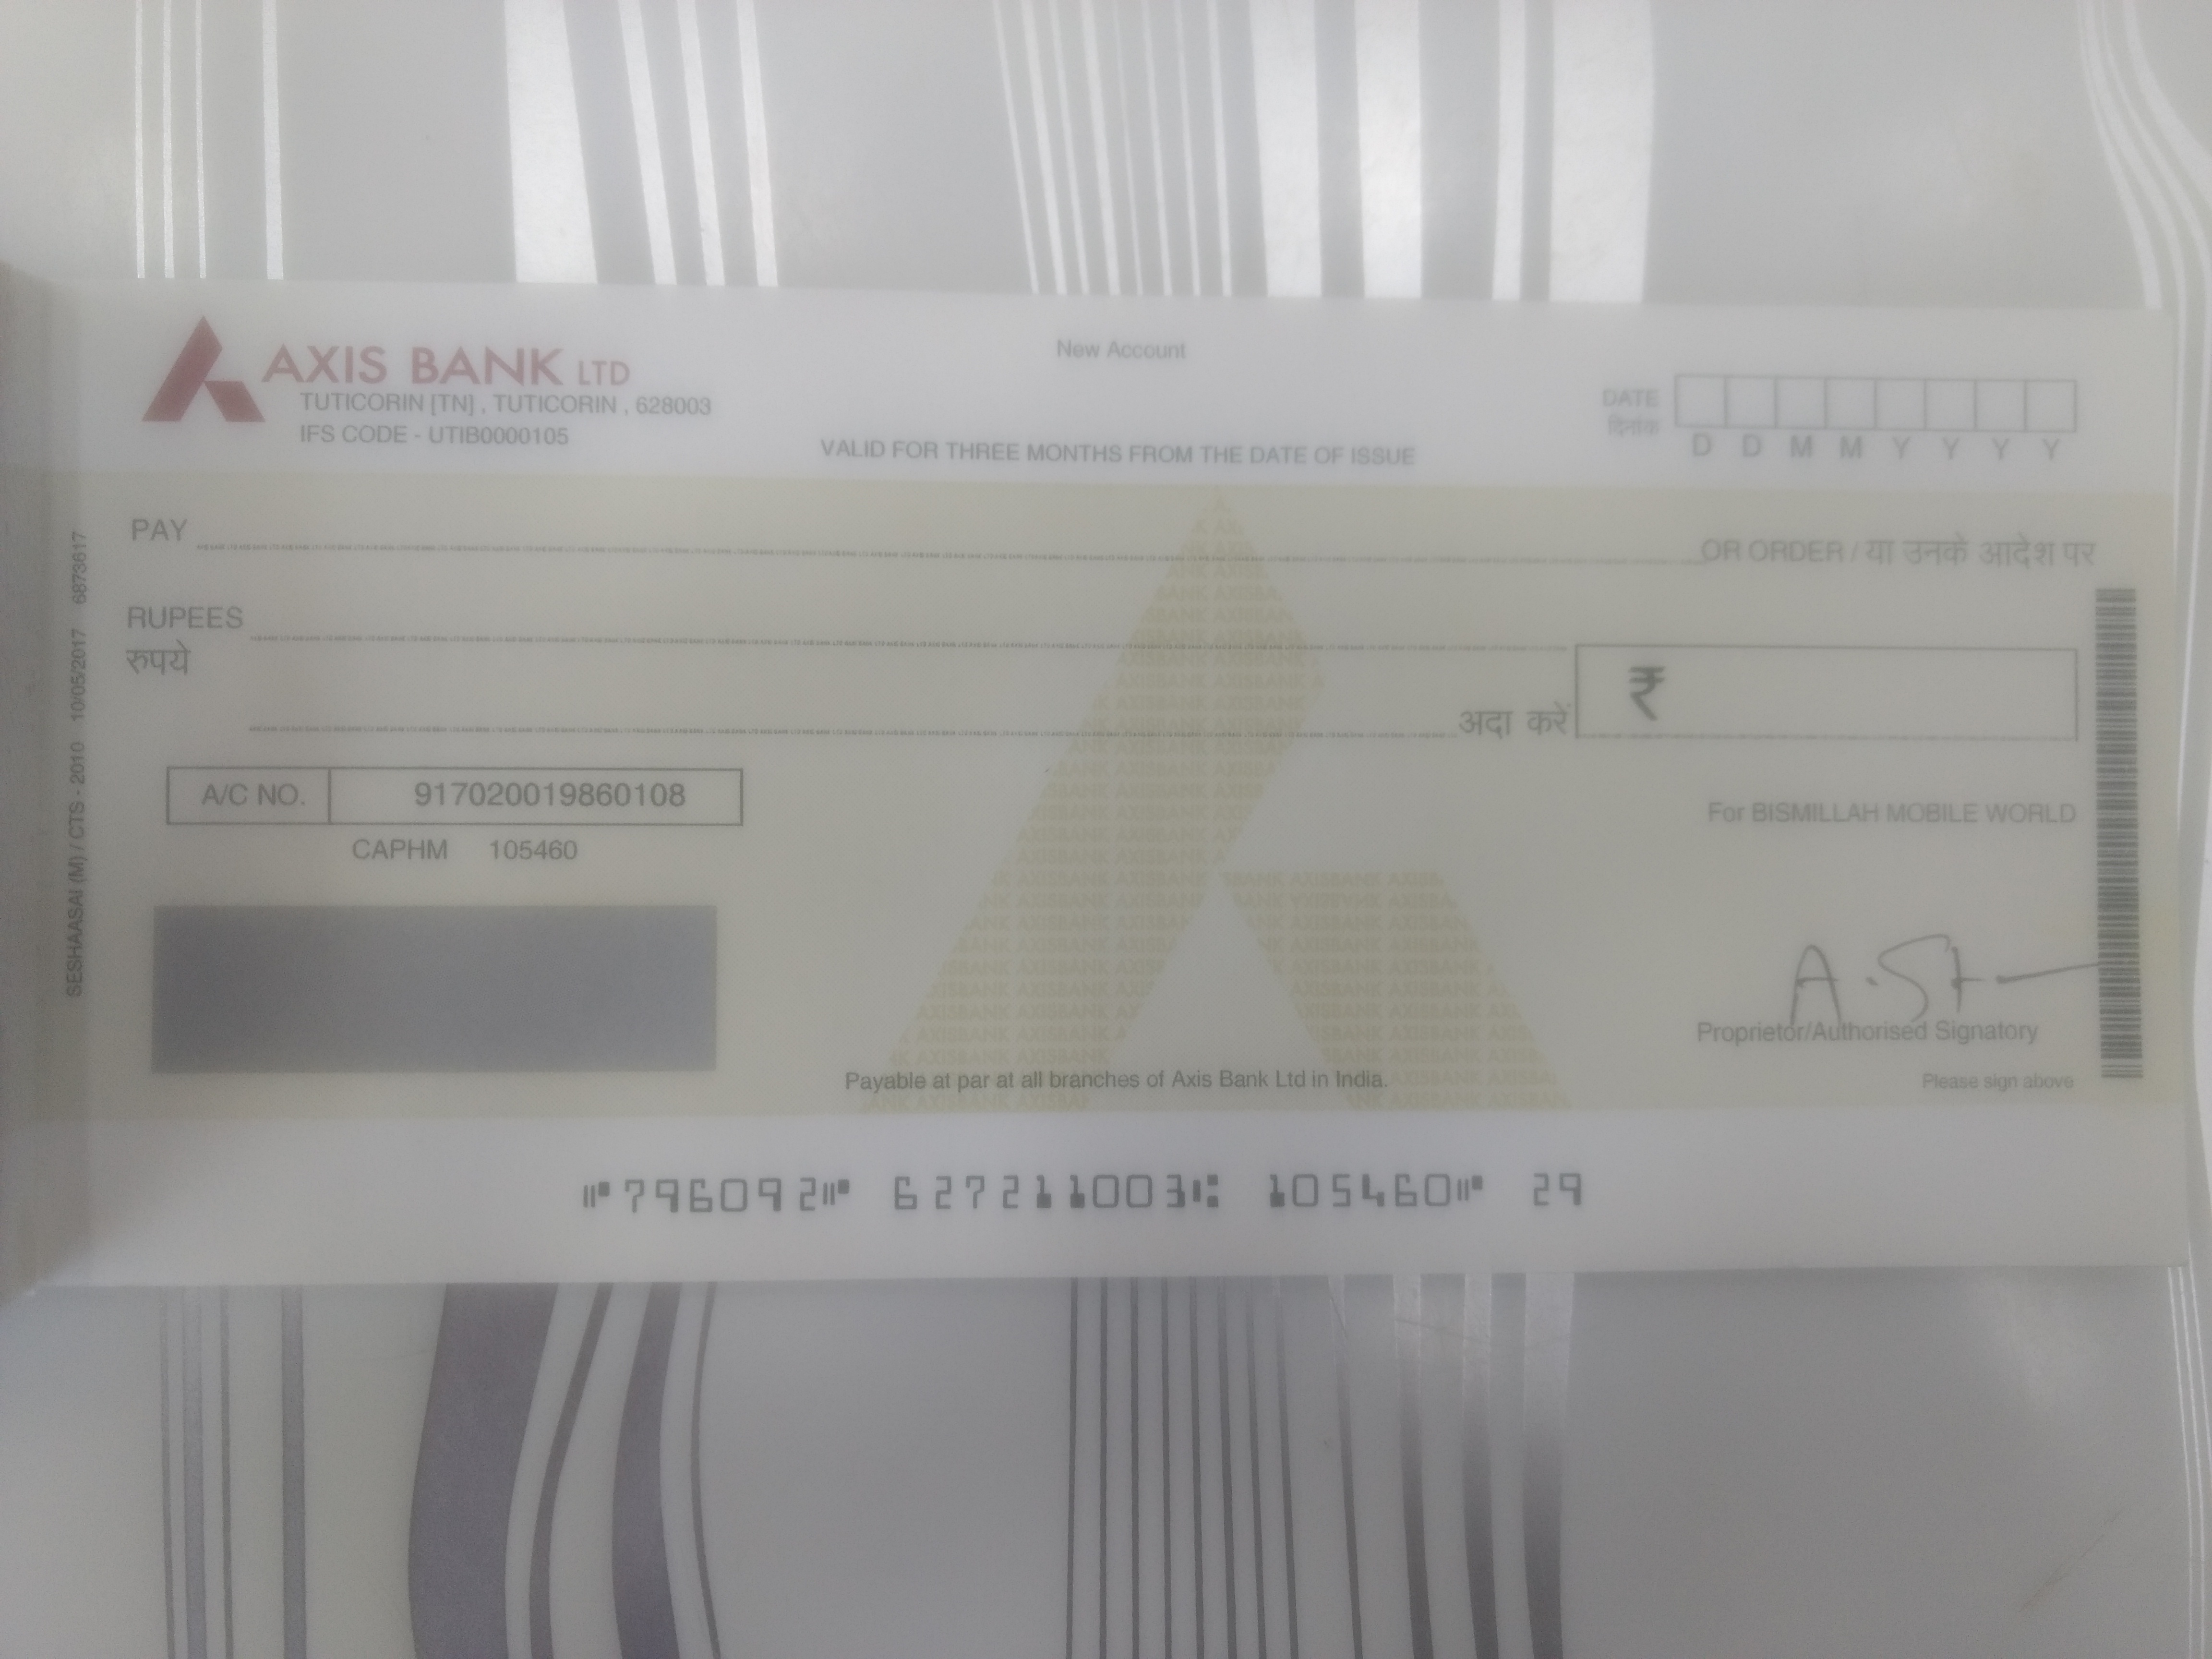 AXIS BANK LTD
TUTICORIN [TN] , TUTICORIN , 628003
IFS CODE - UTIB0000105
New Account
VALID FOR THREE MONTHS FROM THE DATE OF ISSUE
DATE
दिनांक
D D M M Y Y Y Y
PAY
OR ORDER / या उनके आदेश पर
RUPEES
रुपये
अदा करें
₹
A/C NO. 917020019860108
CAPHM 105460
For BISMILLAH MOBILE WORLD
A.St
Proprietor/Authorised Signatory
Please sign above
Payable at par at all branches of Axis Bank Ltd in India.
SESHAASAI (M) / CTS - 2010 10/05/2017 6873617
⑈796092⑈ 627211003⑆ 105460⑈ 29